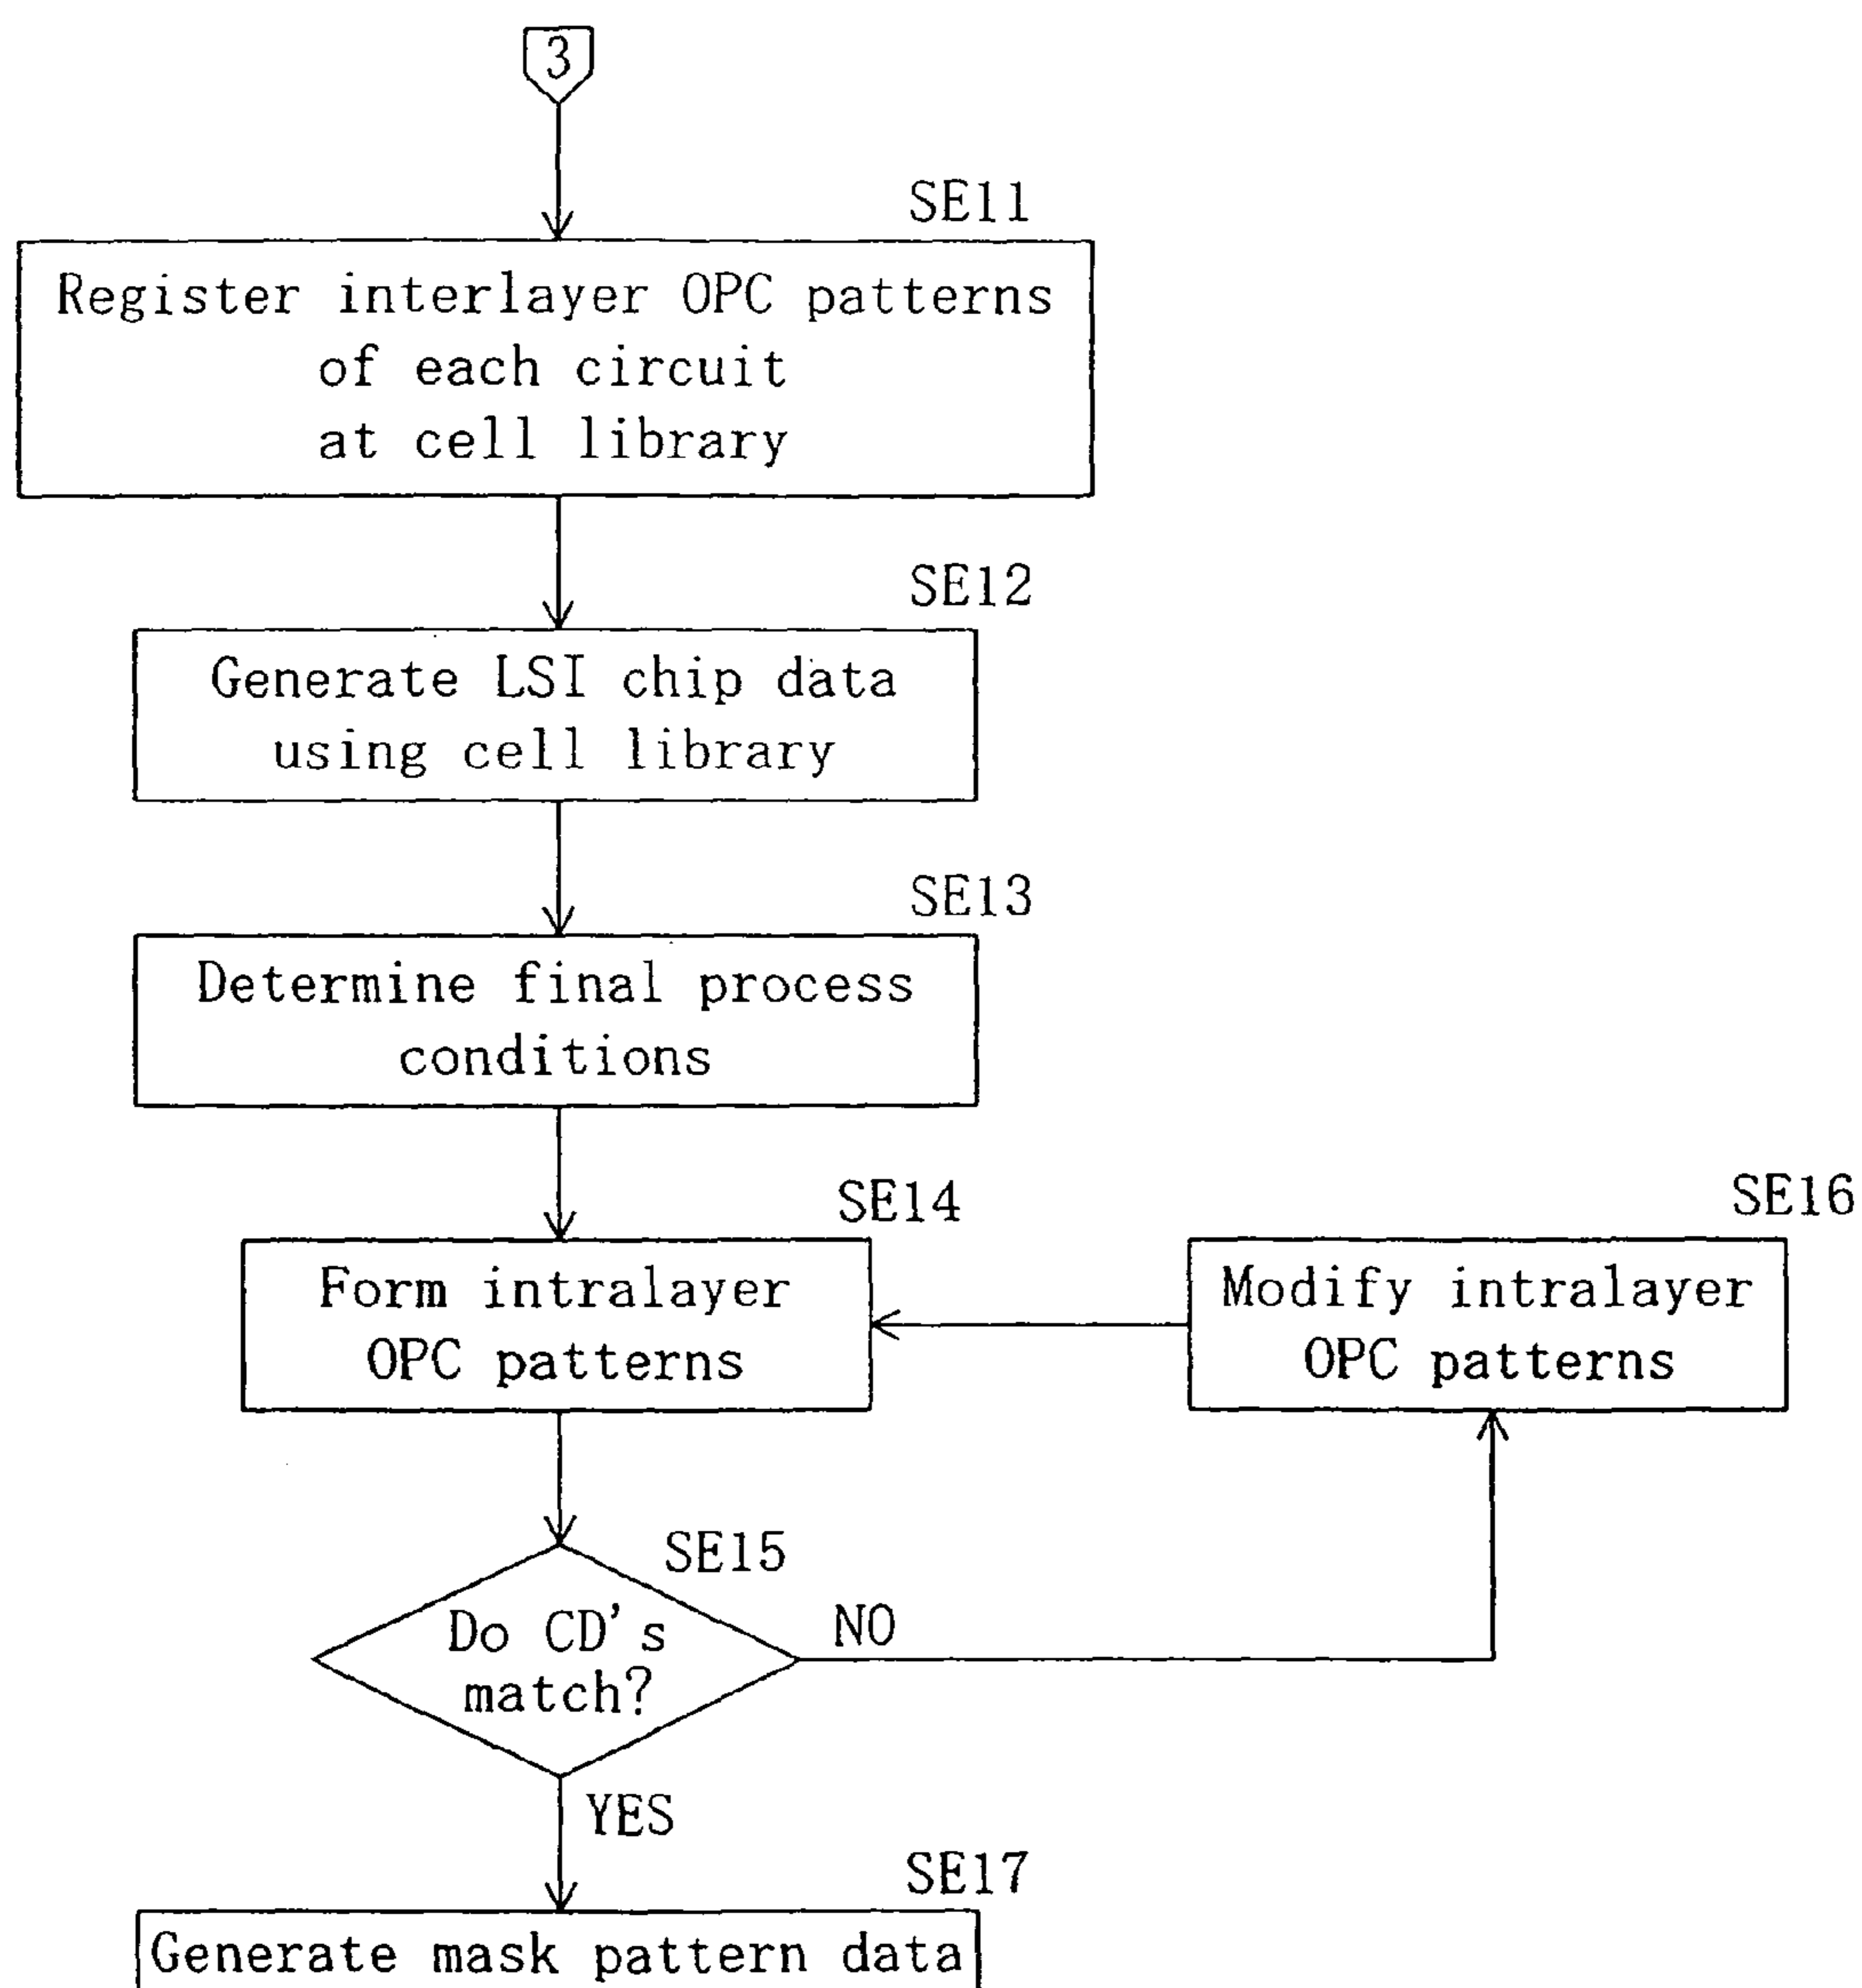 3
SE11
Register interlayer OPC patterns
of each circuit
at cell library
SE12
Generate LSI chip data
using cell library
SE13
Determine final process
conditions
SE14
Form intralayer
OPC patterns
SE16
Modify intralayer
OPC patterns
SE15
Do CD's
match?
NO
YES
SE17
Generate mask pattern data